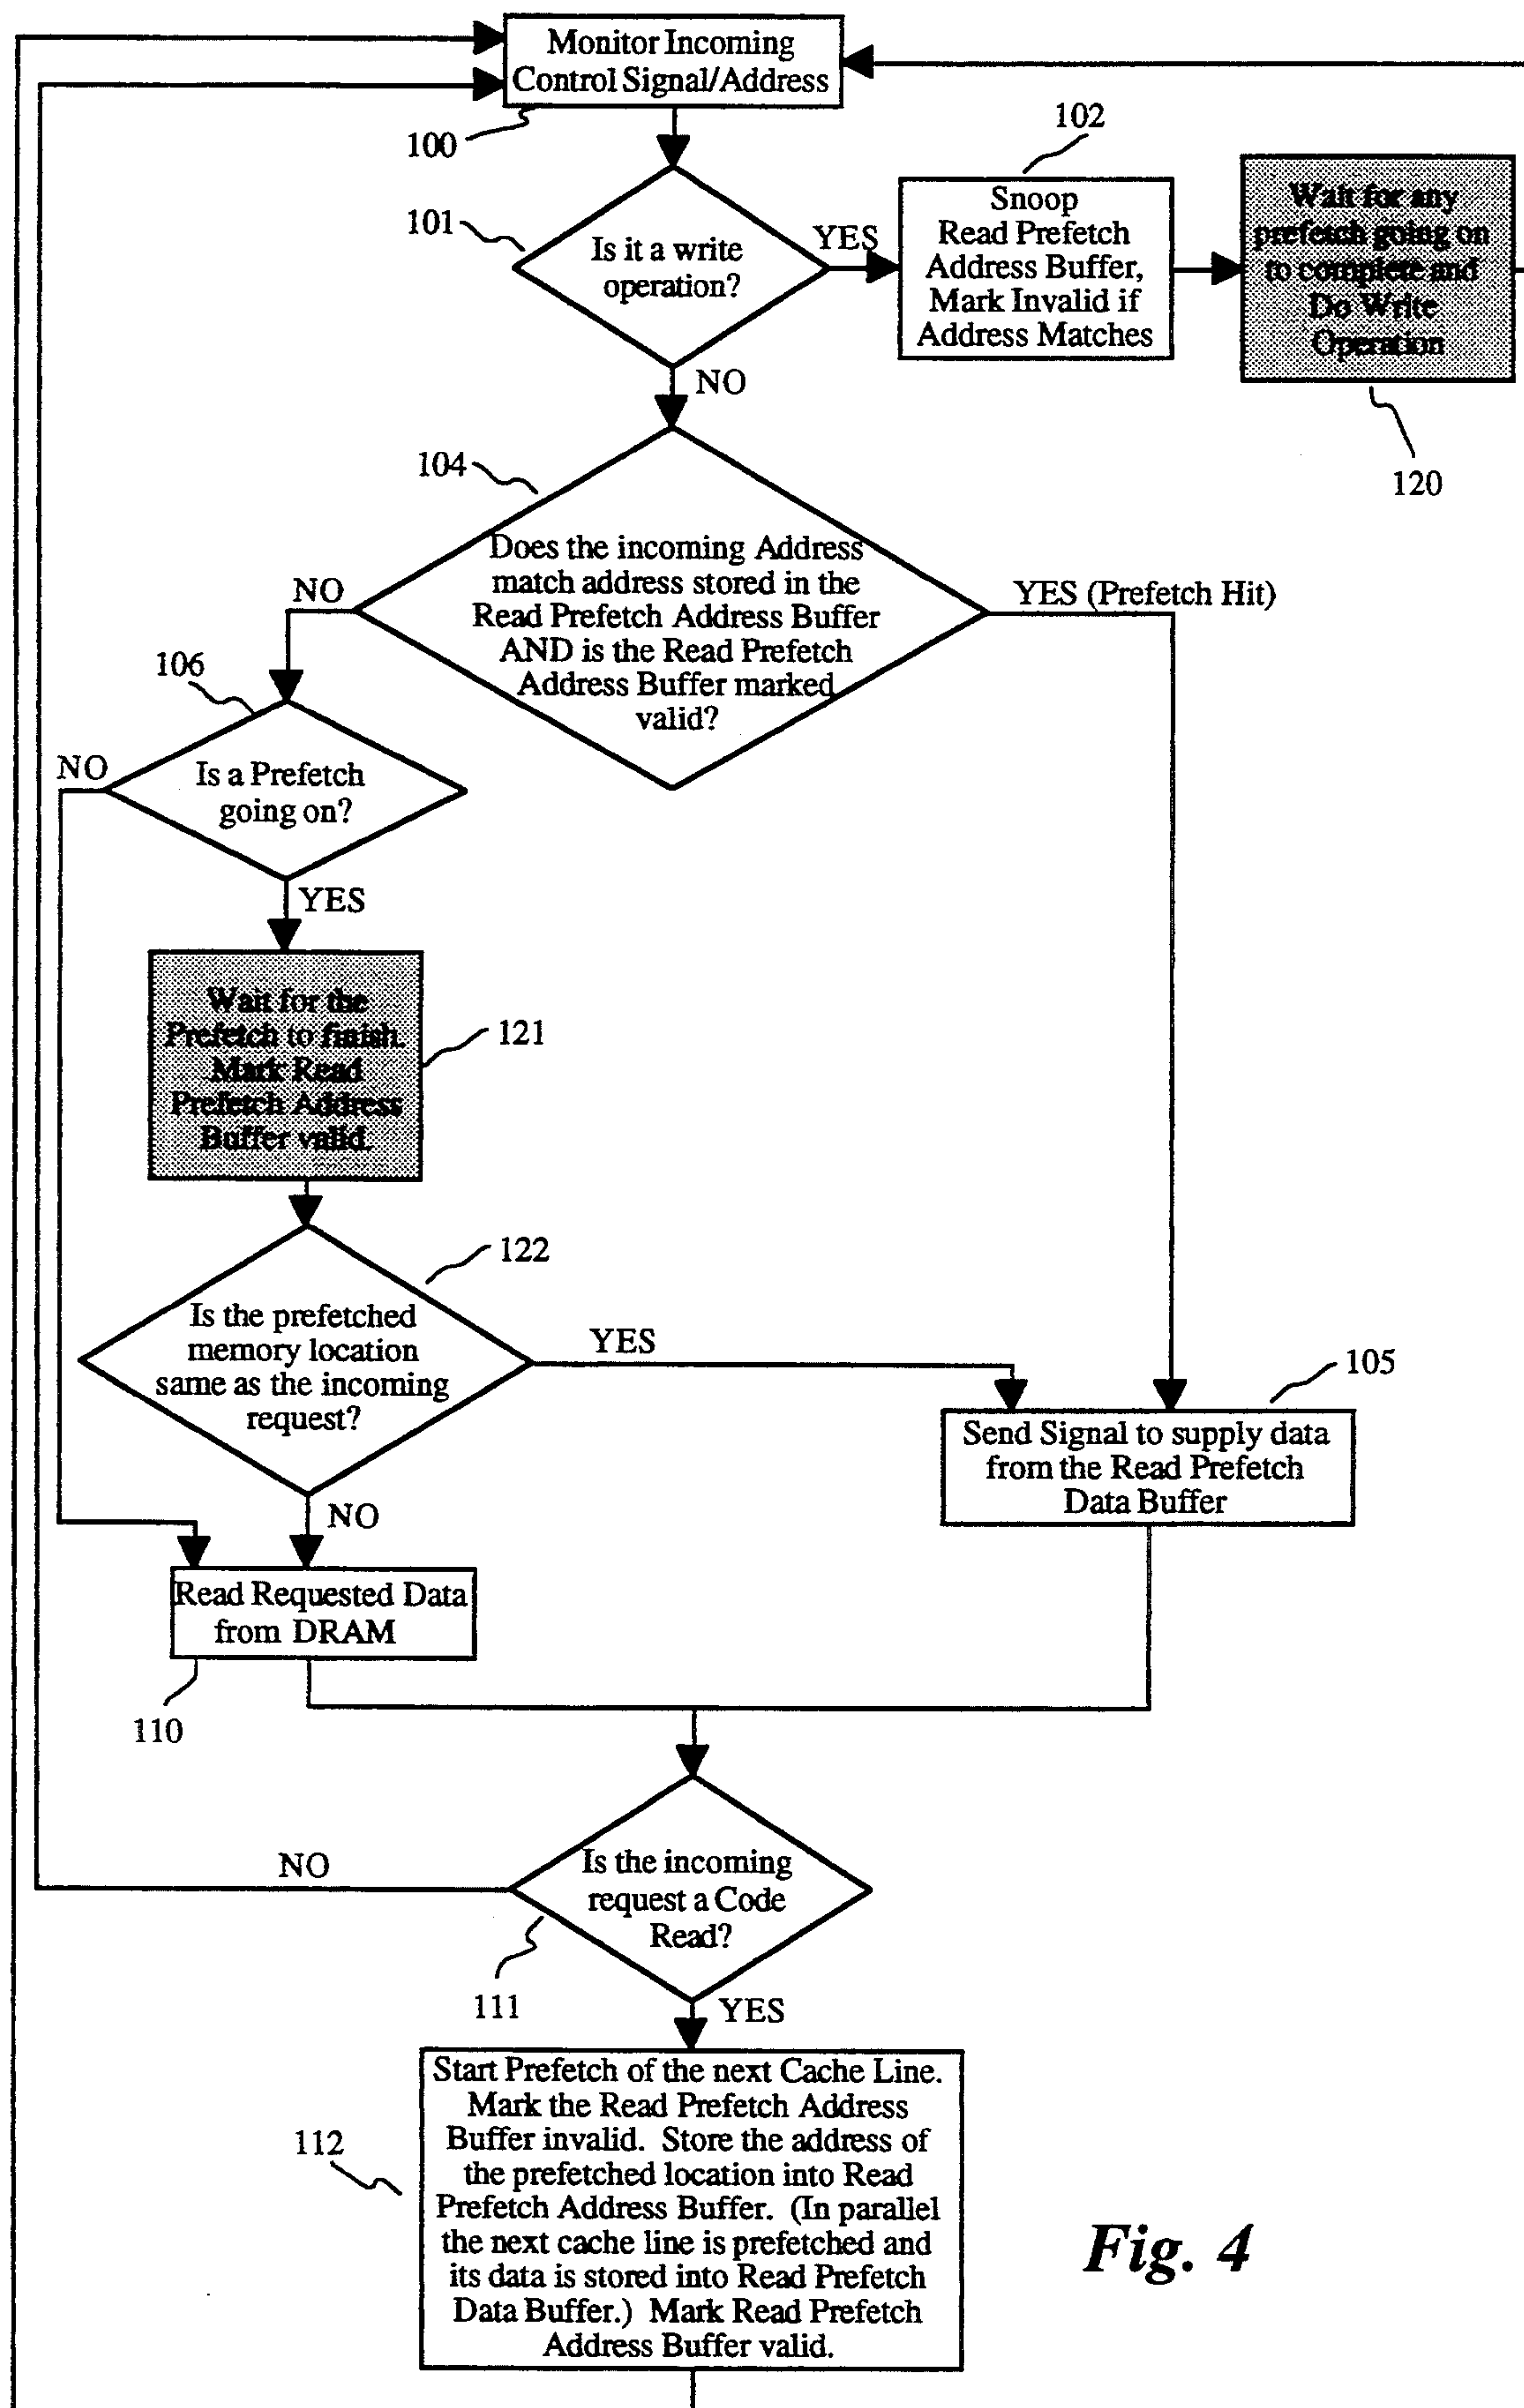 Monitor Incoming
Control Signal/Address
100
102
101
Is it a write
operation?
YES
Snoop
Read Prefetch
Address Buffer,
Mark Invalid if
Address Matches
Wait for any
prefetch going on
to complete and
Do Write
Operation
NO
120
104
Does the incoming Address
match address stored in the
Read Prefetch Address Buffer
AND is the Read Prefetch
Address Buffer marked
valid?
NO
YES (Prefetch Hit)
106
NO
Is a Prefetch
going on?
YES
Wait for the
Prefetch to finish.
Mark Read
Prefetch Address
Buffer valid.
121
122
Is the prefetched
memory location
same as the incoming
request?
YES
105
Send Signal to supply data
from the Read Prefetch
Data Buffer
NO
Read Requested Data
from DRAM
110
NO
Is the incoming
request a Code
Read?
111
YES
Start Prefetch of the next Cache Line.
Mark the Read Prefetch Address
Buffer invalid. Store the address of
the prefetched location into Read
Prefetch Address Buffer. (In parallel
the next cache line is prefetched and
its data is stored into Read Prefetch
Data Buffer.) Mark Read Prefetch
Address Buffer valid.
112
Fig. 4